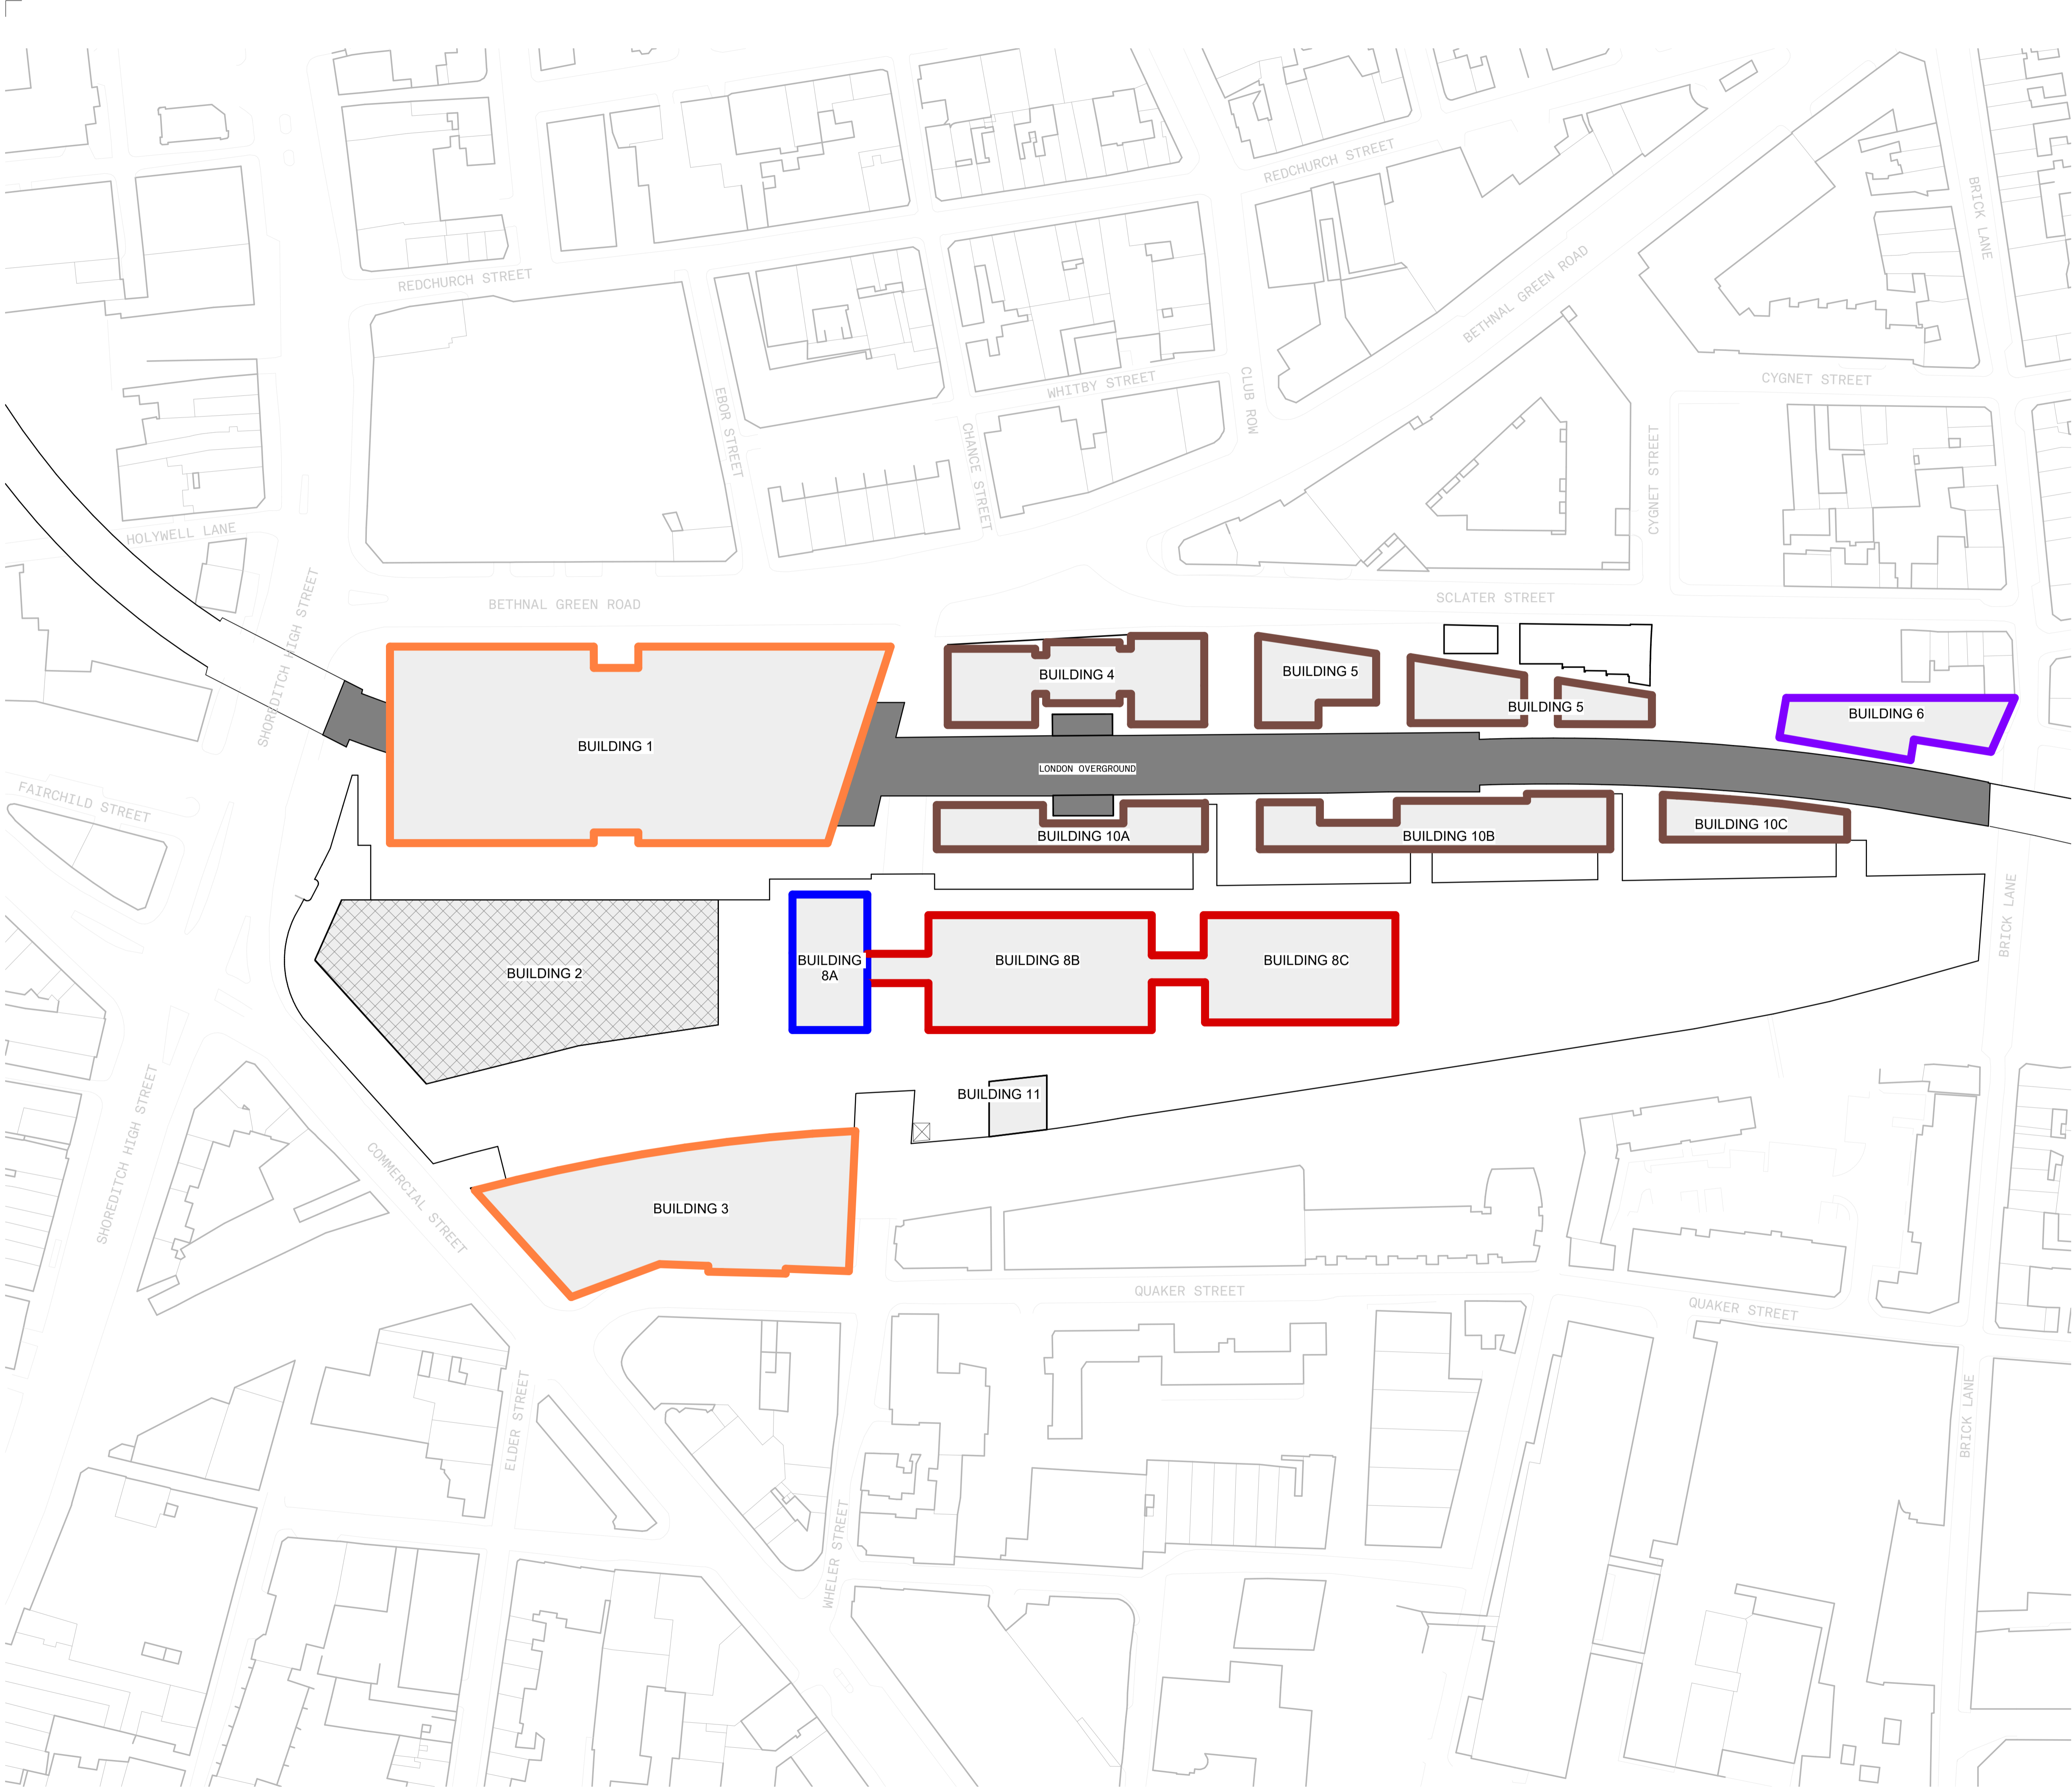 REDCHURCH STREET
BRICK LANE
REDCHURCH STREET
BETHNAL GREEN ROAD
WHITBY STREET
CLUB ROW
CYGNET STREET
EBOR STREET
CHANCE STREET
CYGNET STREET
HOLYWELL LANE
SHOREDITCH HIGH STREET
BETHNAL GREEN ROAD
SCLATER STREET
BUILDING 4
BUILDING 5
BUILDING 5
BUILDING 6
BUILDING 1
LONDON OVERGROUND
FAIRCHILD STREET
BUILDING 10A
BUILDING 10B
BUILDING 10C
BRICK LANE
BUILDING 2
BUILDING
8A
BUILDING 8B
BUILDING 8C
BUILDING 11
SHOREDITCH HIGH STREET
COMMERCIAL STREET
BUILDING 3
QUAKER STREET
QUAKER STREET
ELDER STREET
BRICK LANE
WHELER STREET